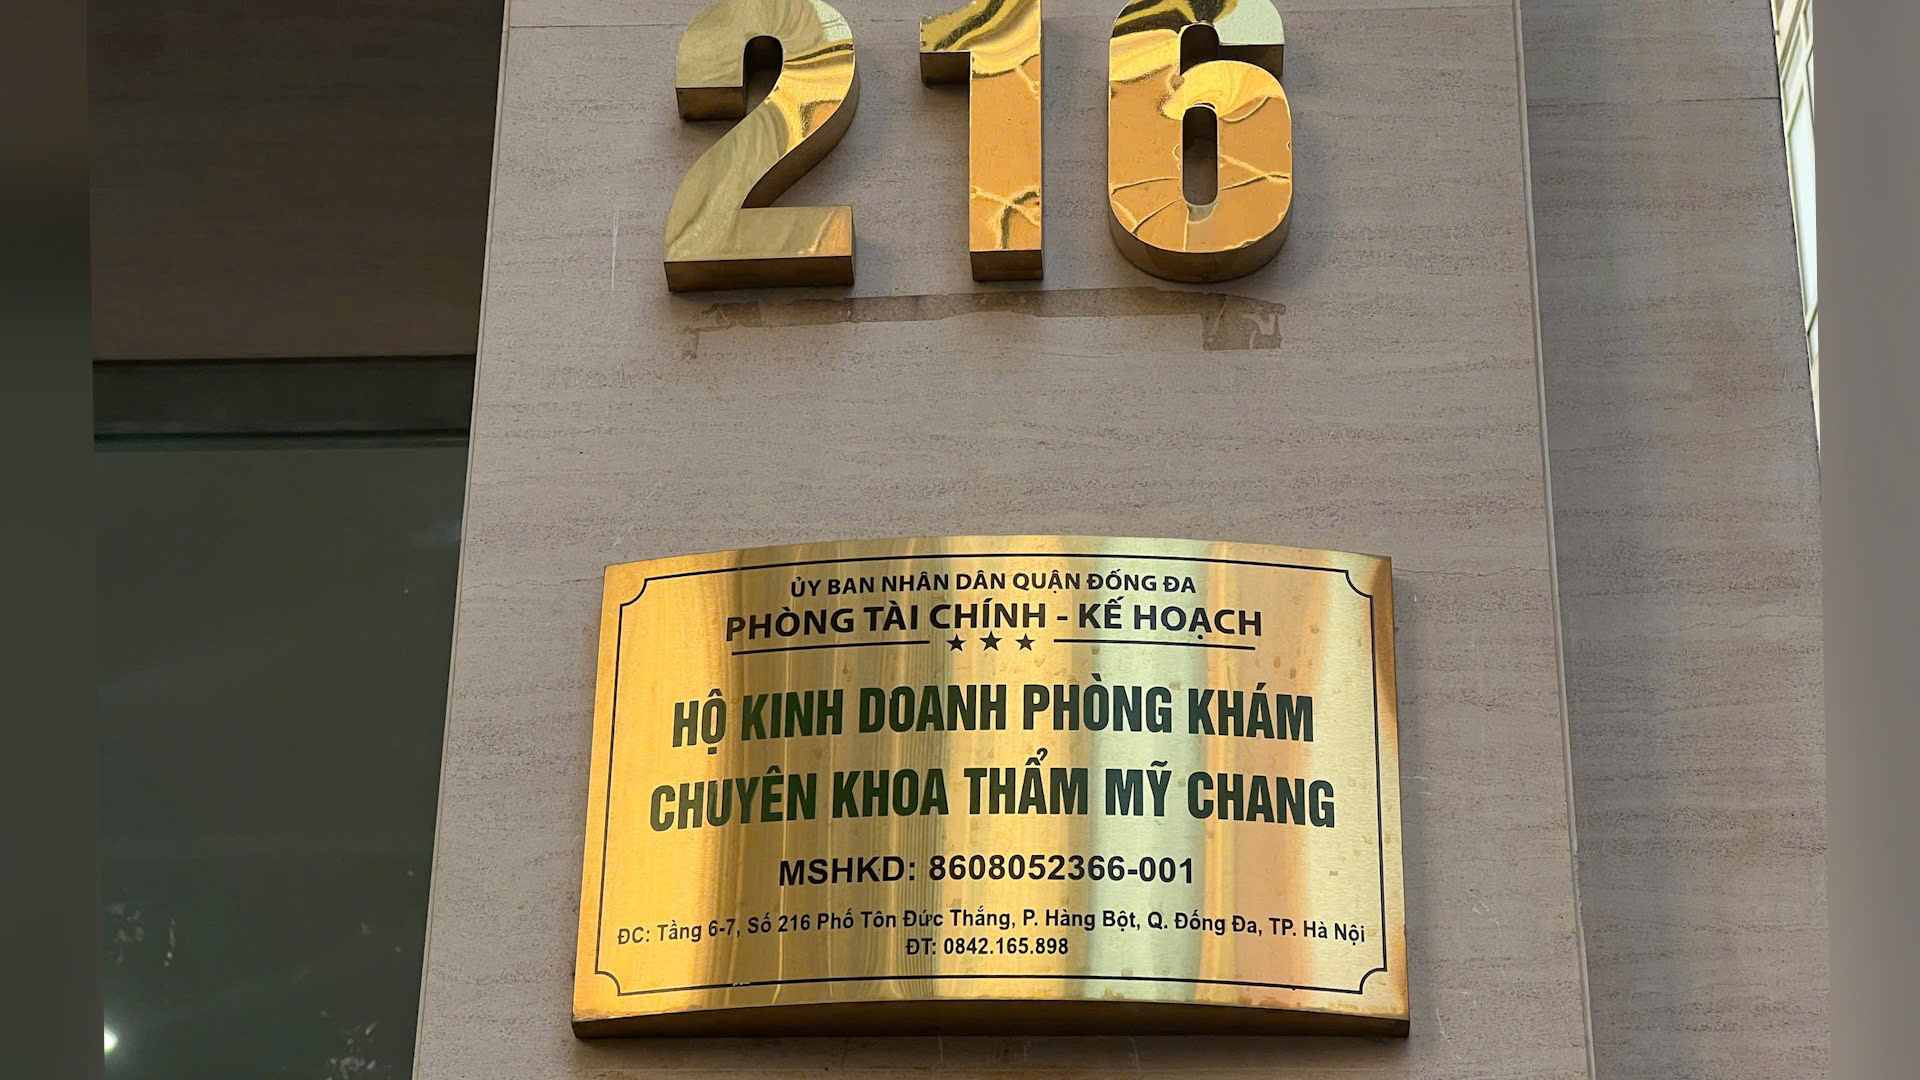 216
ỦY BAN NHÂN DÂN QUẬN ĐỐNG ĐA
PHÒNG TÀI CHÍNH - KẾ HOẠCH
★ ★ ★
HỘ KINH DOANH PHÒNG KHÁM
CHUYÊN KHOA THẨM MỸ CHANG
MSHKD: 8608052366-001
ĐC: Tầng 6-7, Số 216 Phố Tôn Đức Thắng, P. Hàng Bột, Q. Đống Đa, TP. Hà Nội
ĐT: 0842.165.898